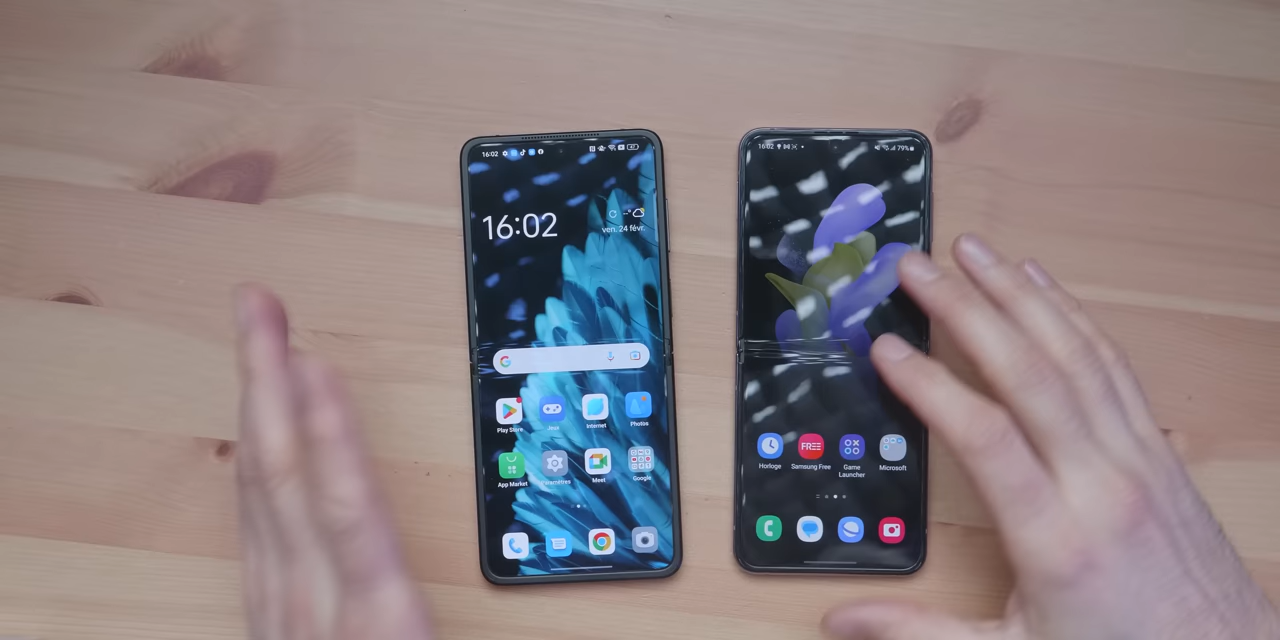 16:02
16:02
ven. 24 févr.
Play Store
Jeux
Internet
Photos
App Market
Paramètres
Meet
Google
16:02
79%
Horloge
FREE
Samsung Free
Game
Launcher
Microsoft